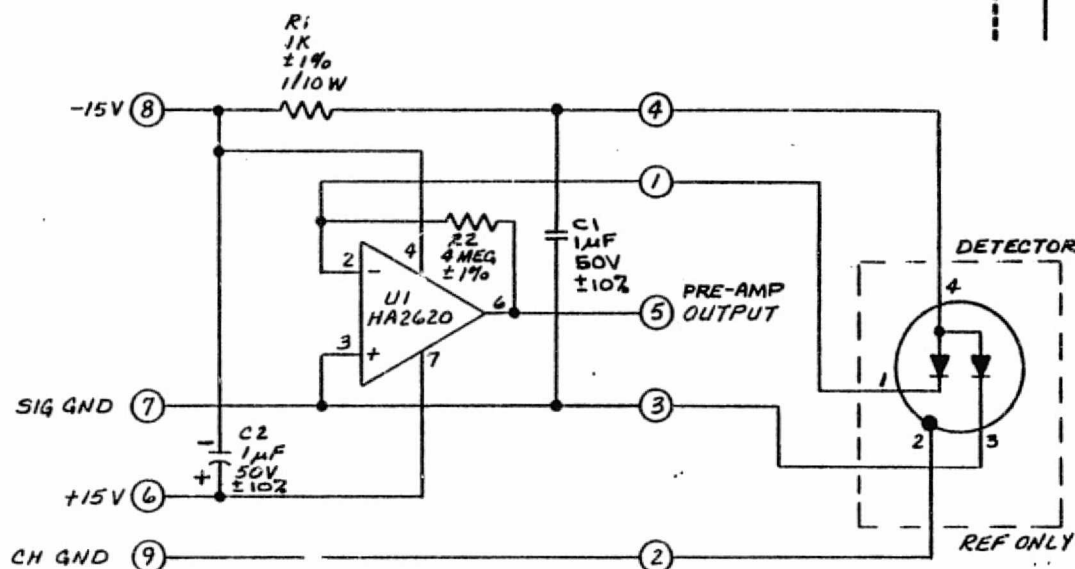 Ri
1K
±1%
1/10W
-15V 8
4
1
R2
4 MEG
±1%
C1
1µF
50V
±10%
2
-
4
U1
HA2620
6
3
+
7
5 PRE-AMP
OUTPUT
DETECTOR
4
1
2
3
SIG GND 7
3
-
C2
1µF
50V
±10%
+
+15V 6
CH GND 9
2
REF ONLY